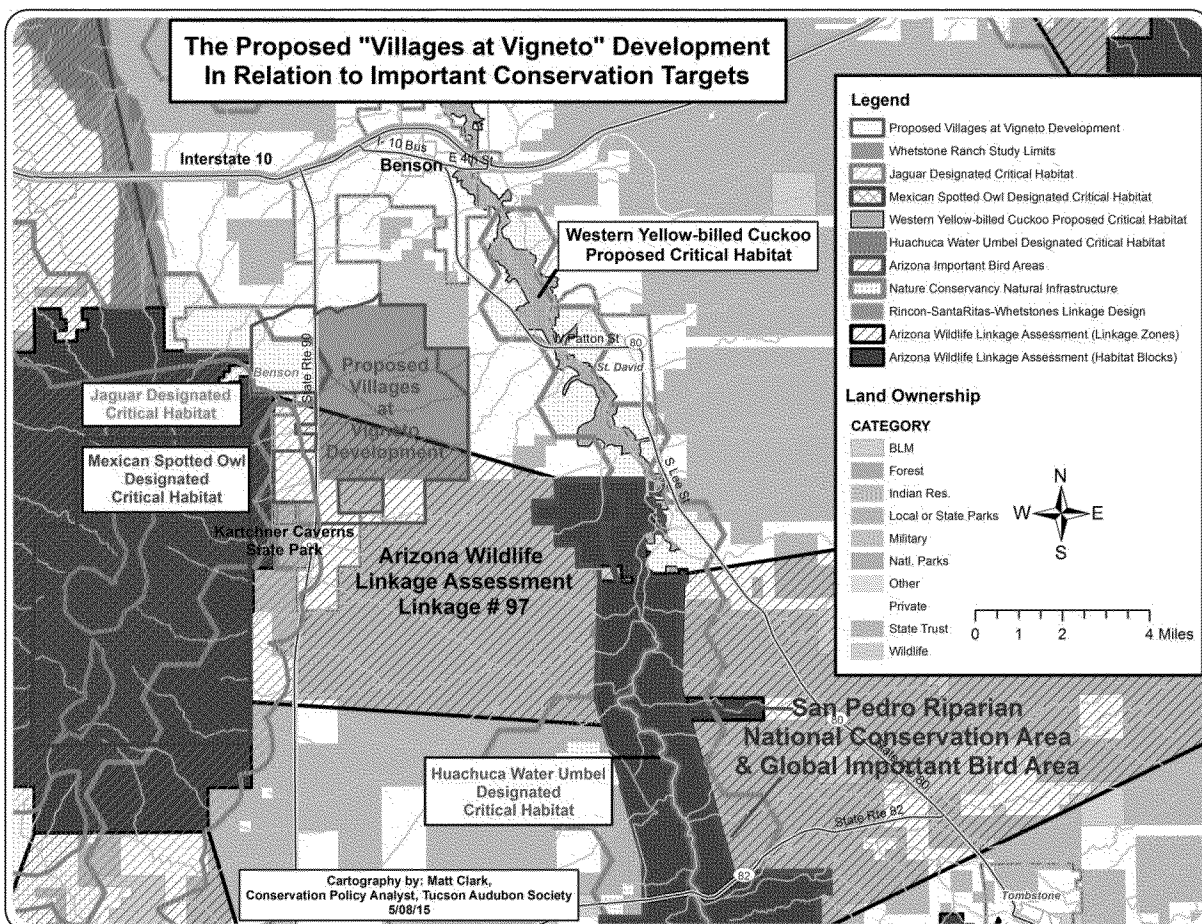 The Proposed "Villages at Vigneto" Development
In Relation to Important Conservation Targets
Interstate 10
I- 10 Bus
E 4th St
Benson
Western Yellow-billed Cuckoo
Proposed Critical Habitat
W Patton St
80
St. David
State Rte 90
Benson
Proposed
Villages
at
Vigneto
Development
Jaguar Designated
Critical Habitat
Mexican Spotted Owl
Designated
Critical Habitat
Kartchner Caverns
State Park
S Lee St
Arizona Wildlife
Linkage Assessment
Linkage # 97
San Pedro Riparian
80
National Conservation Area
& Global Important Bird Area
State Rte 80
Huachuca Water Umbel
Designated
Critical Habitat
State Rte 82
82
Tombstone
Cartography by: Matt Clark,
Conservation Policy Analyst, Tucson Audubon Society
5/08/15
Legend
Proposed Villages at Vigneto Development
Whetstone Ranch Study Limits
Jaguar Designated Critical Habitat
Mexican Spotted Owl Designated Critical Habitat
Western Yellow-billed Cuckoo Proposed Critical Habitat
Huachuca Water Umbel Designated Critical Habitat
Arizona Important Bird Areas
Nature Conservancy Natural Infrastructure
Rincon-SantaRitas-Whetstones Linkage Design
Arizona Wildlife Linkage Assessment (Linkage Zones)
Arizona Wildlife Linkage Assessment (Habitat Blocks)
Land Ownership
CATEGORY
BLM
Forest
Indian Res.
Local or State Parks
Military
Natl. Parks
Other
Private
State Trust
Wildlife
N
W E
S
0 1 2 4 Miles